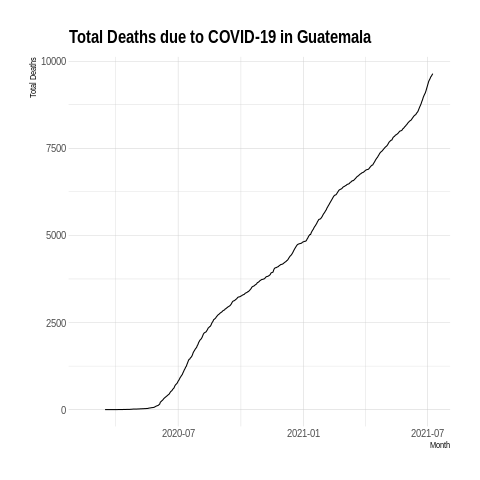 Total Deaths due to COVID-19 in Guatemala
Total Deaths
10000
7500
5000
2500
0
2020-07
2021-01
2021-07
Month